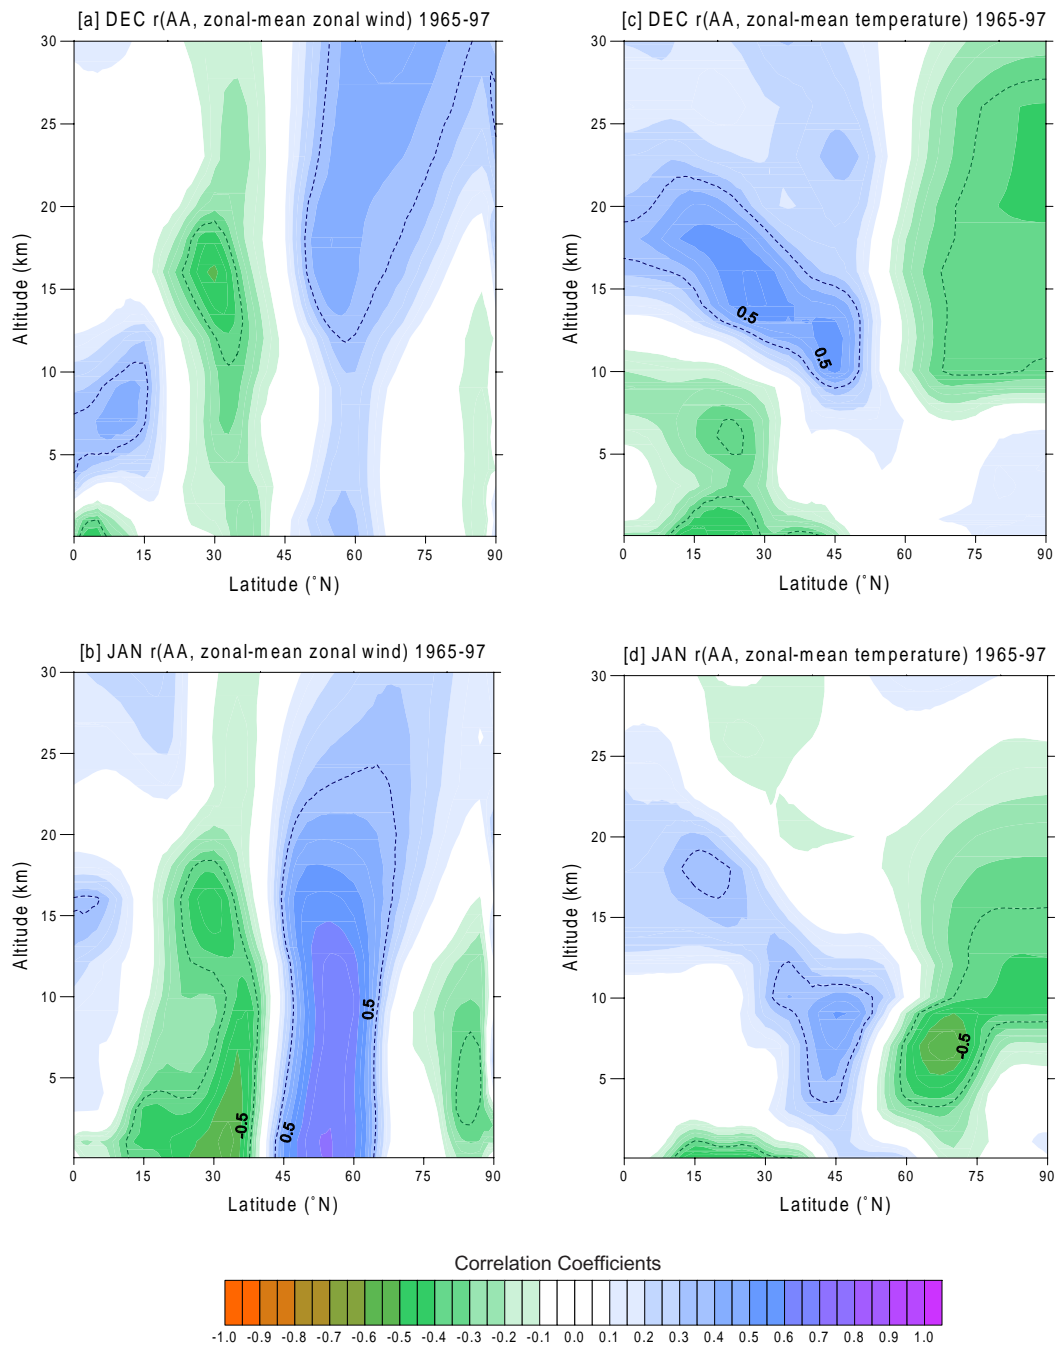 [a] DEC r(AA, zonal-mean zonal wind) 1965-97
30
25
20
15
10
5
Altitude (km)
0 15 30 45 60 75 90
Latitude (°N)
[c] DEC r(AA, zonal-mean temperature) 1965-97
30
25
20
15
10
5
Altitude (km)
0.5
0.5
0 15 30 45 60 75 90
Latitude (°N)
[b] JAN r(AA, zonal-mean zonal wind) 1965-97
30
25
20
15
10
5
Altitude (km)
0.5
-0.5
0.5
0 15 30 45 60 75 90
Latitude (°N)
[d] JAN r(AA, zonal-mean temperature) 1965-97
30
25
20
15
10
5
Altitude (km)
-0.5
0 15 30 45 60 75 90
Latitude (°N)
Correlation Coefficients
-1.0 -0.9 -0.8 -0.7 -0.6 -0.5 -0.4 -0.3 -0.2 -0.1 0.0 0.1 0.2 0.3 0.4 0.5 0.6 0.7 0.8 0.9 1.0